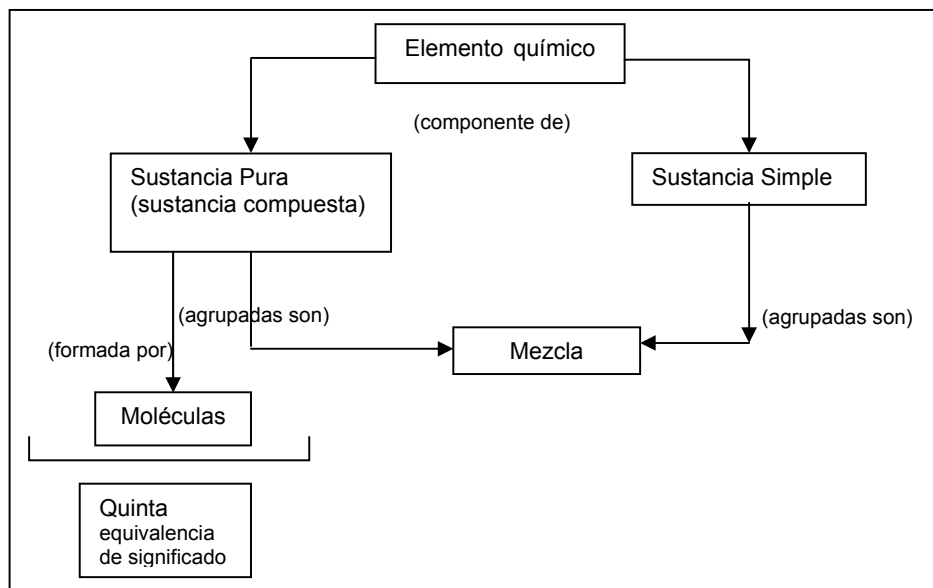 Elemento químico
(componente de)
Sustancia Pura
(sustancia compuesta)
Sustancia Simple
(agrupadas son)
(agrupadas son)
(formada por)
Mezcla
Moléculas
Quinta
equivalencia
de significado